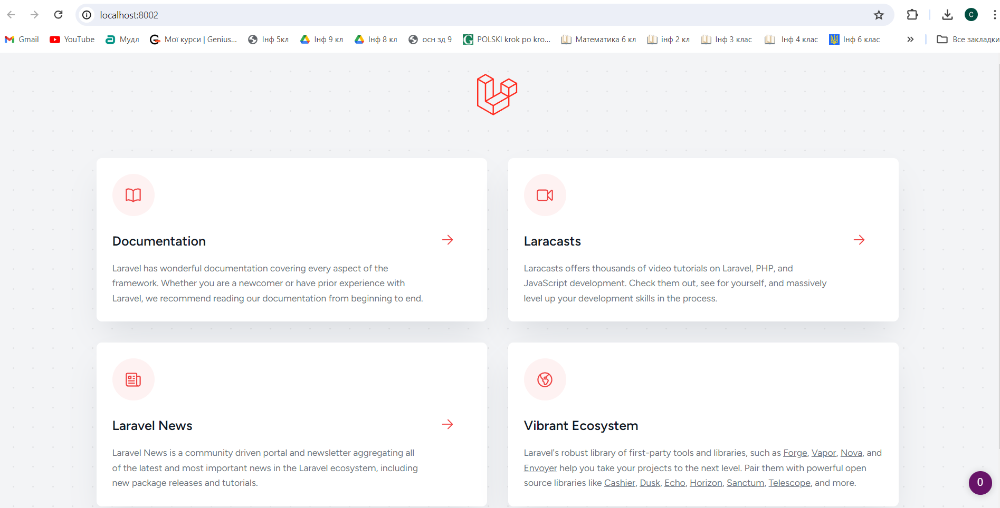 localhost:8002
C
Gmail YouTube Мудл Мої курси | Genius... Інф 5кл Інф 9 кл Інф 8 кл осн зд 9 POLSKI krok po kro... Математика 6 кл інф 2 кл Інф 3 клас Інф 4 клас Інф 6 клас Все закладки
Documentation
Laravel has wonderful documentation covering every aspect of the
framework. Whether you are a newcomer or have prior experience with
Laravel, we recommend reading our documentation from beginning to end.
Laracasts
Laracasts offers thousands of video tutorials on Laravel, PHP, and
JavaScript development. Check them out, see for yourself, and massively
level up your development skills in the process.
Laravel News
Laravel News is a community driven portal and newsletter aggregating all
of the latest and most important news in the Laravel ecosystem, including
new package releases and tutorials.
Vibrant Ecosystem
Laravel's robust library of first-party tools and libraries, such as Forge, Vapor, Nova, and
Envoyer help you take your projects to the next level. Pair them with powerful open
source libraries like Cashier, Dusk, Echo, Horizon, Sanctum, Telescope, and more.
0